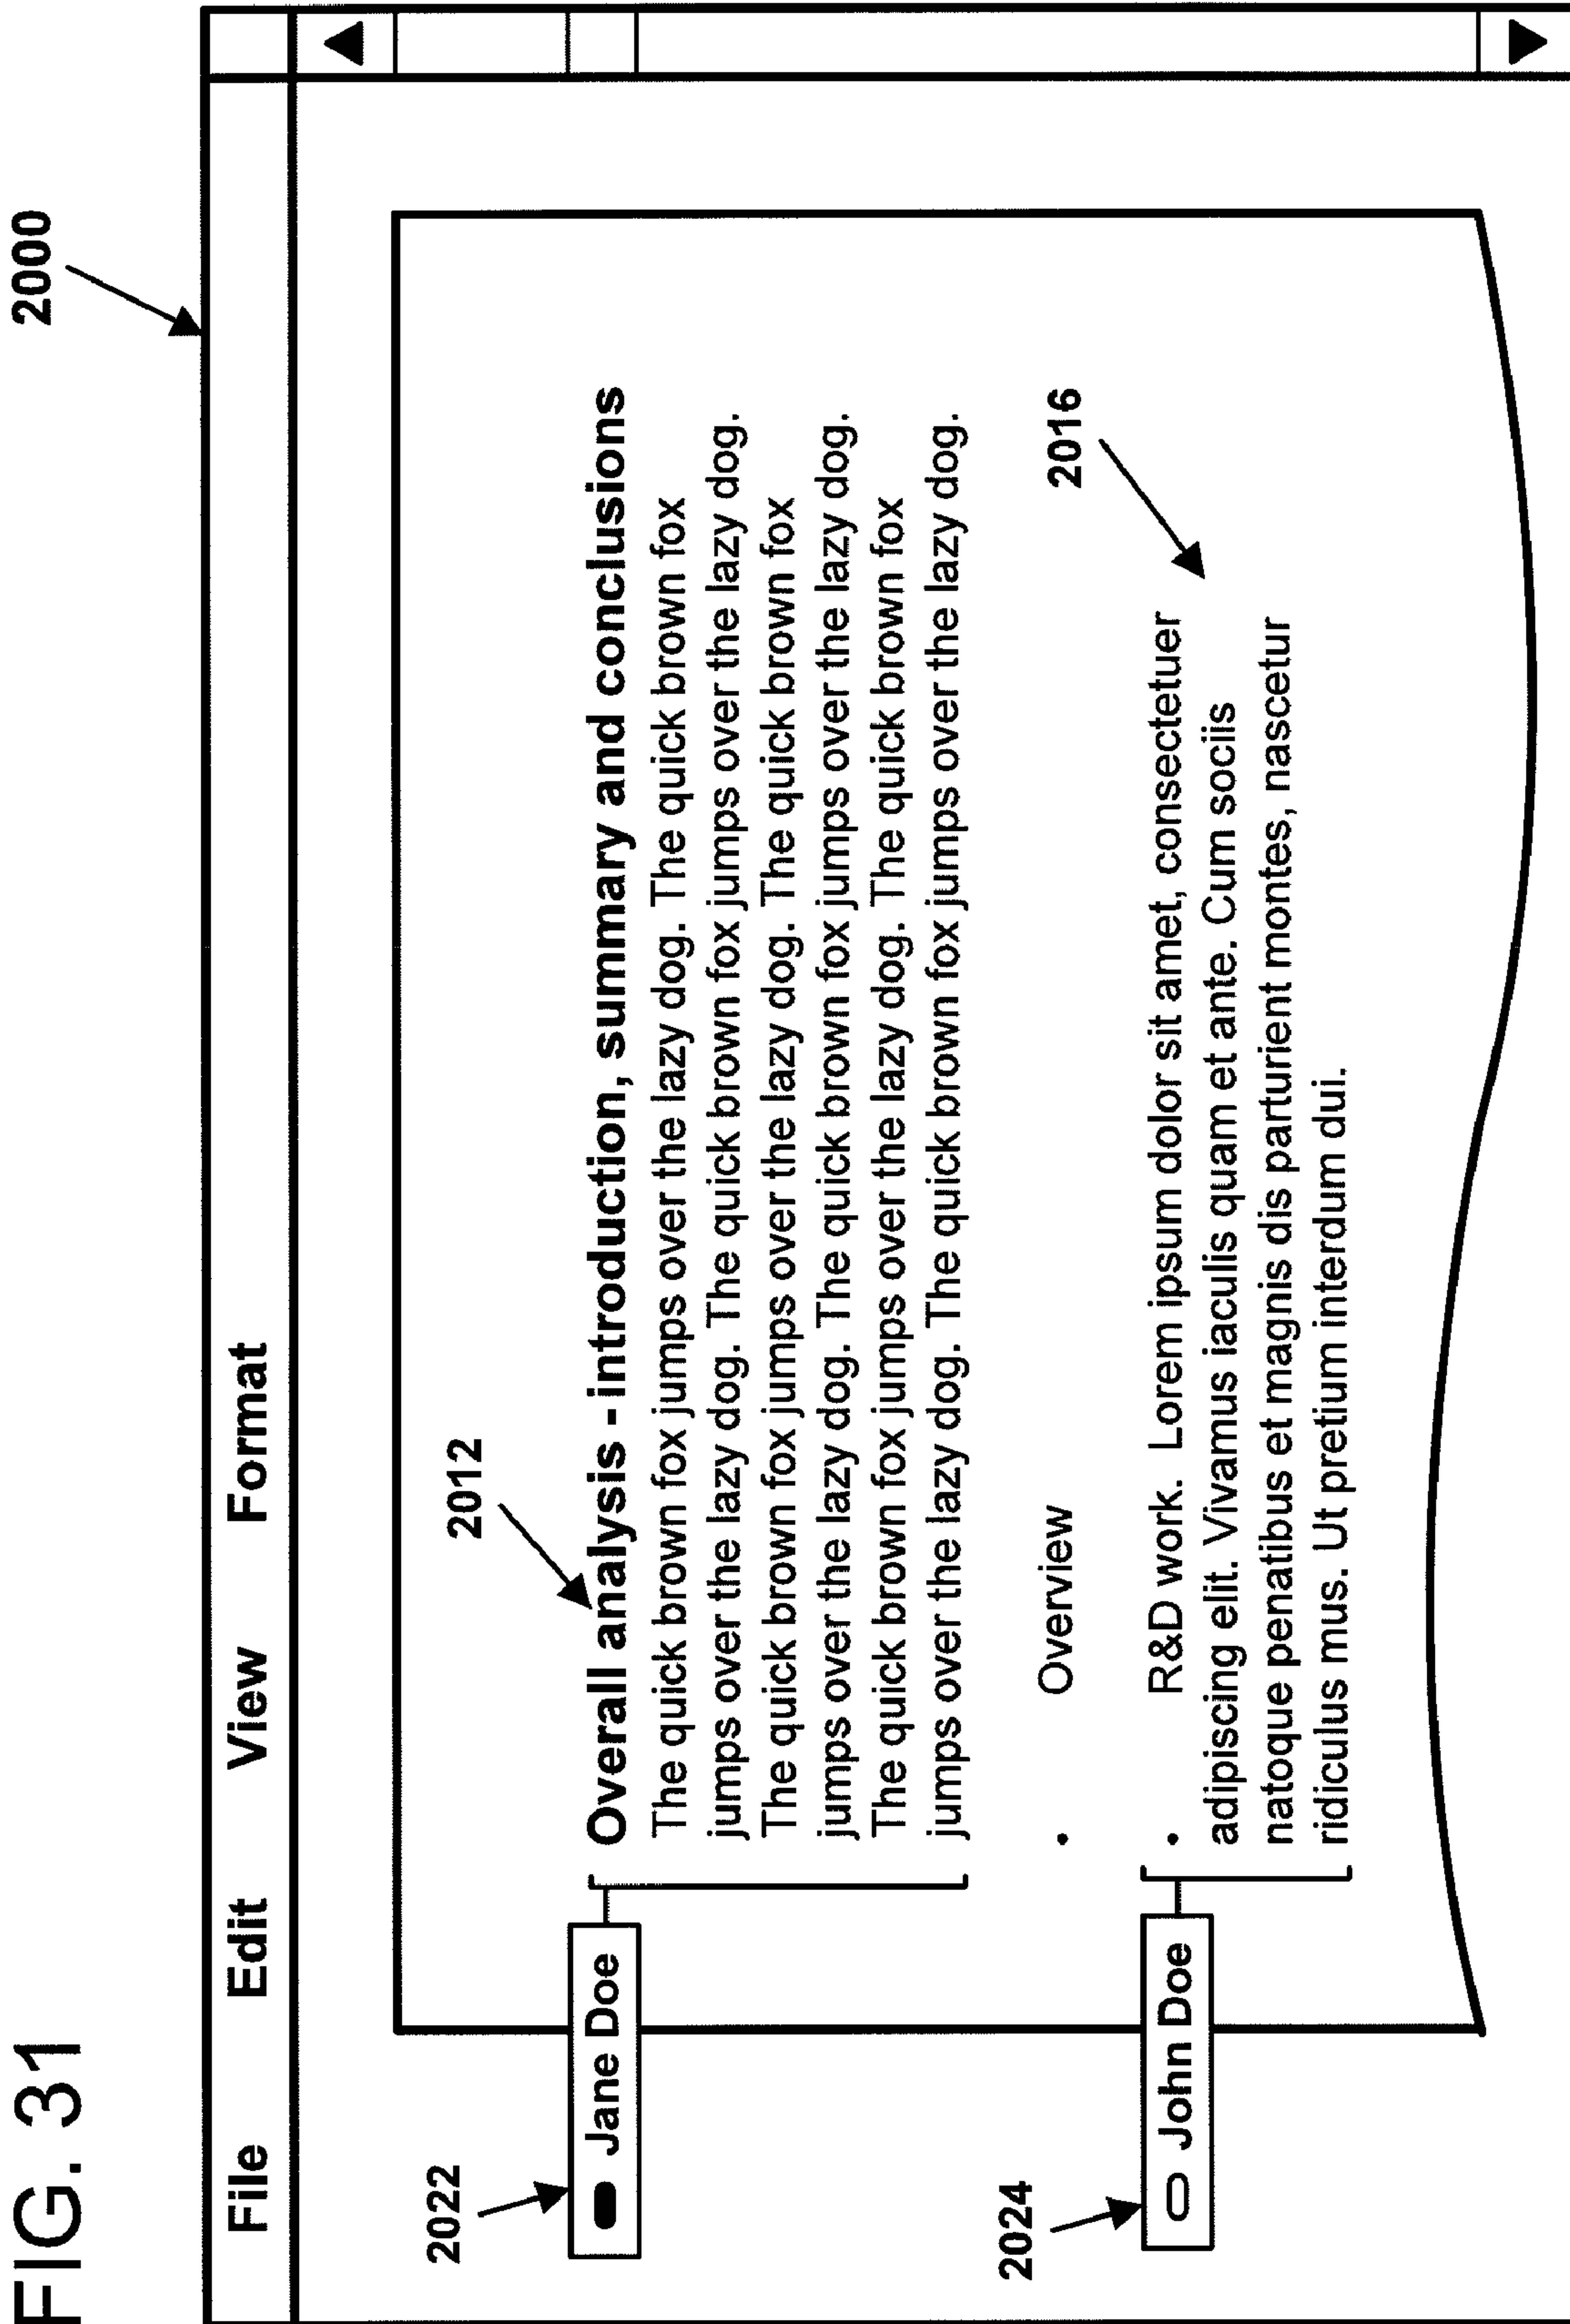 FIG. 31
2000
File Edit View Format
2012
2022
Jane Doe
Overall analysis - introduction, summary and conclusions
The quick brown fox jumps over the lazy dog. The quick brown fox
jumps over the lazy dog. The quick brown fox jumps over the lazy dog.
The quick brown fox jumps over the lazy dog. The quick brown fox
jumps over the lazy dog. The quick brown fox jumps over the lazy dog.
The quick brown fox jumps over the lazy dog. The quick brown fox
jumps over the lazy dog. The quick brown fox jumps over the lazy dog.
• Overview
2016
2024
John Doe
• R&D work. Lorem ipsum dolor sit amet, consectetuer
adipiscing elit. Vivamus iaculis quam et ante. Cum sociis
natoque penatibus et magnis dis parturient montes, nascetur
ridiculus mus. Ut pretium interdum dui.